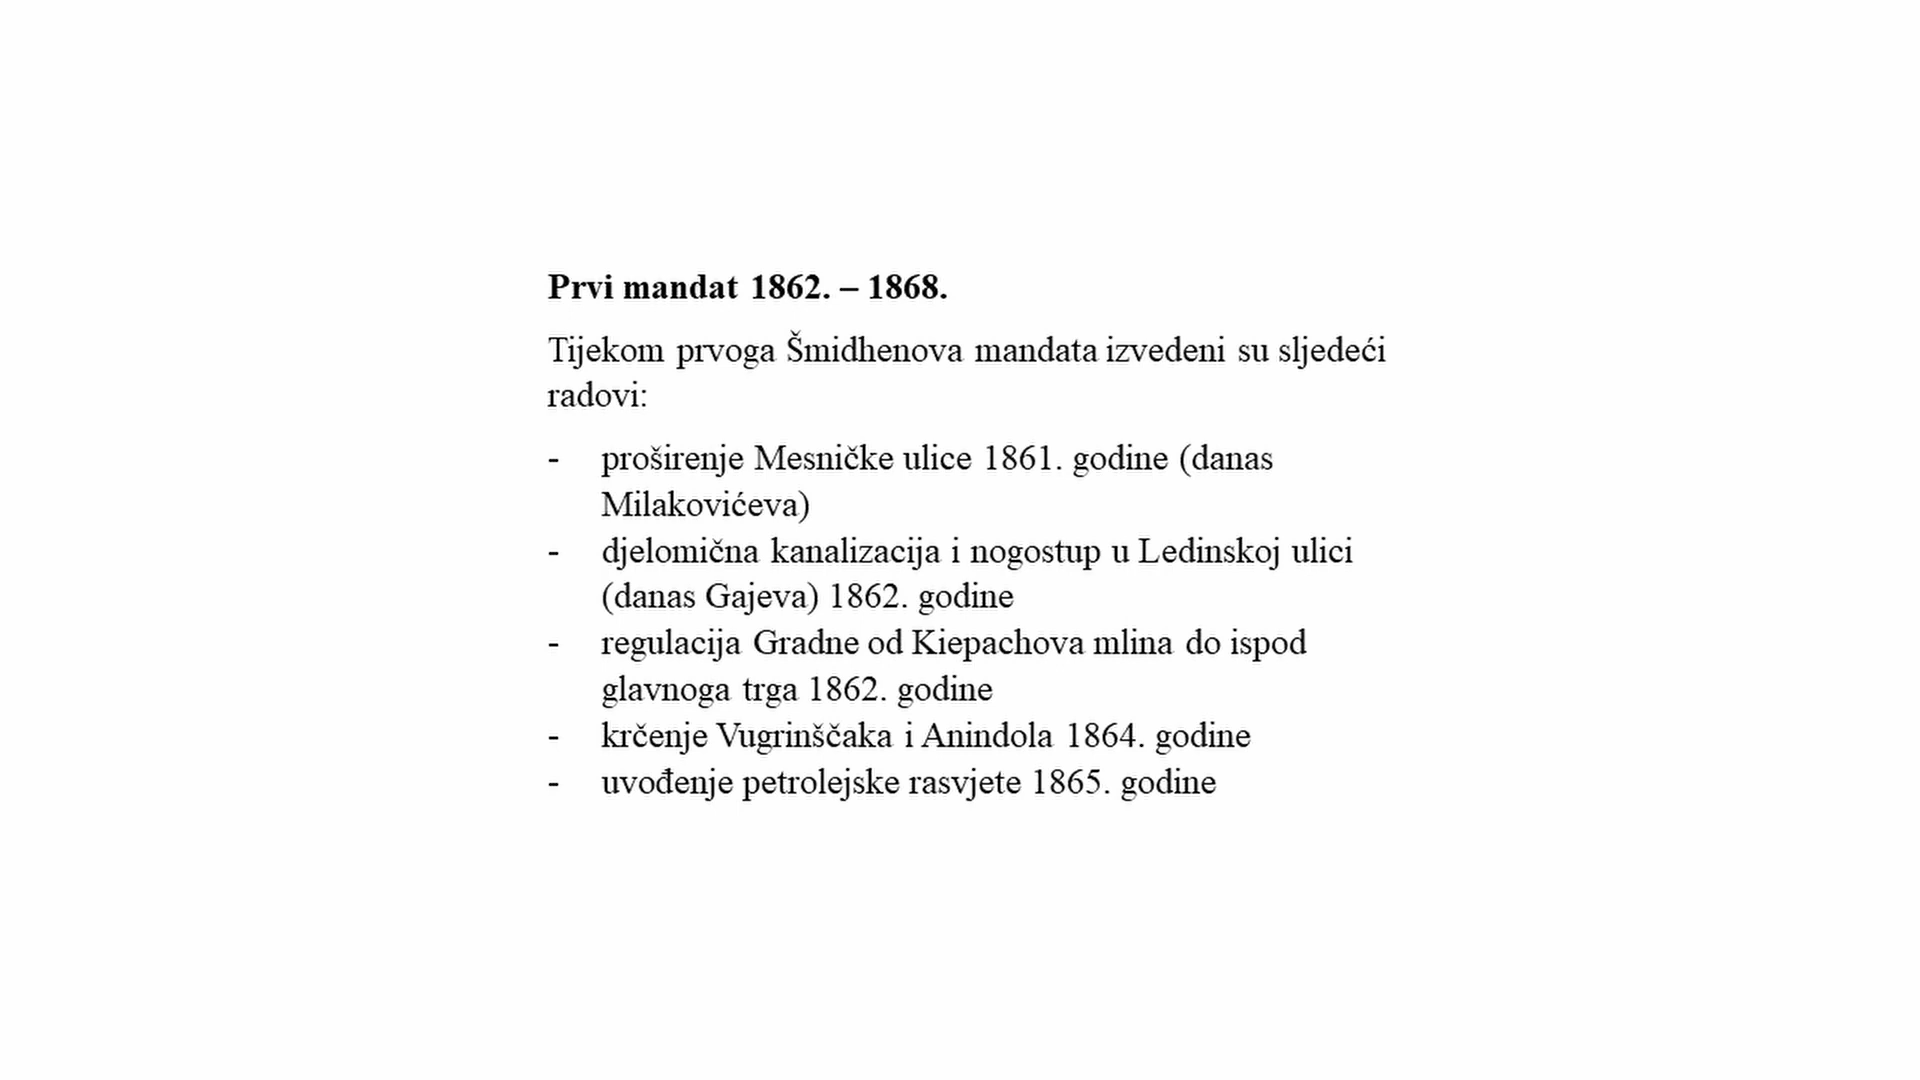 Prvi mandat 1862. – 1868.
Tijekom prvoga Šmidhenova mandata izvedeni su sljedeći
radovi:
- proširenje Mesničke ulice 1861. godine (danas
Milakovićeva)
- djelomična kanalizacija i nogostup u Ledinskoj ulici
(danas Gajeva) 1862. godine
- regulacija Gradne od Kiepachova mlina do ispod
glavnoga trga 1862. godine
- krčenje Vugrinščaka i Anindola 1864. godine
- uvođenje petrolejske rasvjete 1865. godine